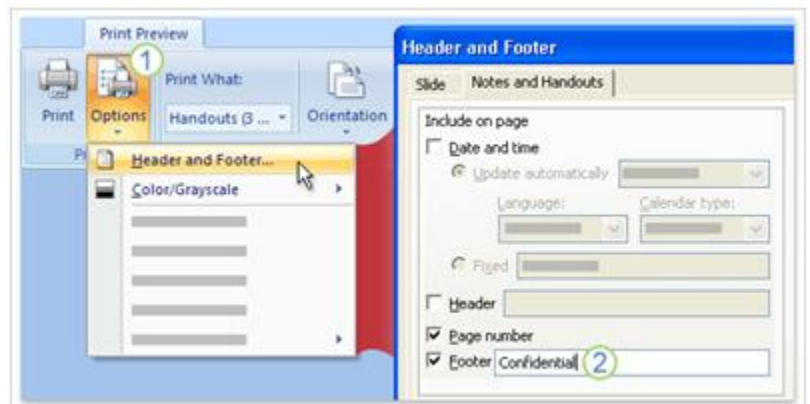 Print Preview
1
Print
Options
Print What:
Handouts (3 ...
Orientation
P
Header and Footer...
Color/Grayscale
Header and Footer
Slide
Notes and Handouts
Include on page
Date and time
Update automatically
Language:
Calendar type:
Fixed
Header
Page number
Footer Confidential 2